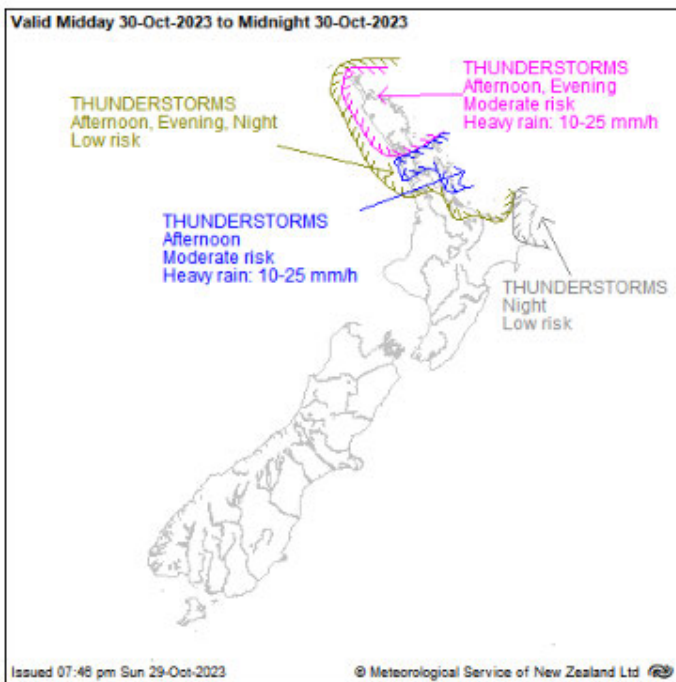 Valid Midday 30-Oct-2023 to Midnight 30-Oct-2023
THUNDERSTORMS
Afternoon, Evening
Moderate risk
Heavy rain: 10-25 mm/h
THUNDERSTORMS
Afternoon, Evening, Night
Low risk
THUNDERSTORMS
Afternoon
Moderate risk
Heavy rain: 10-25 mm/h
THUNDERSTORMS
Night
Low risk
Issued 07:46 pm Sun 29-Oct-2023
© Meteorological Service of New Zealand Ltd